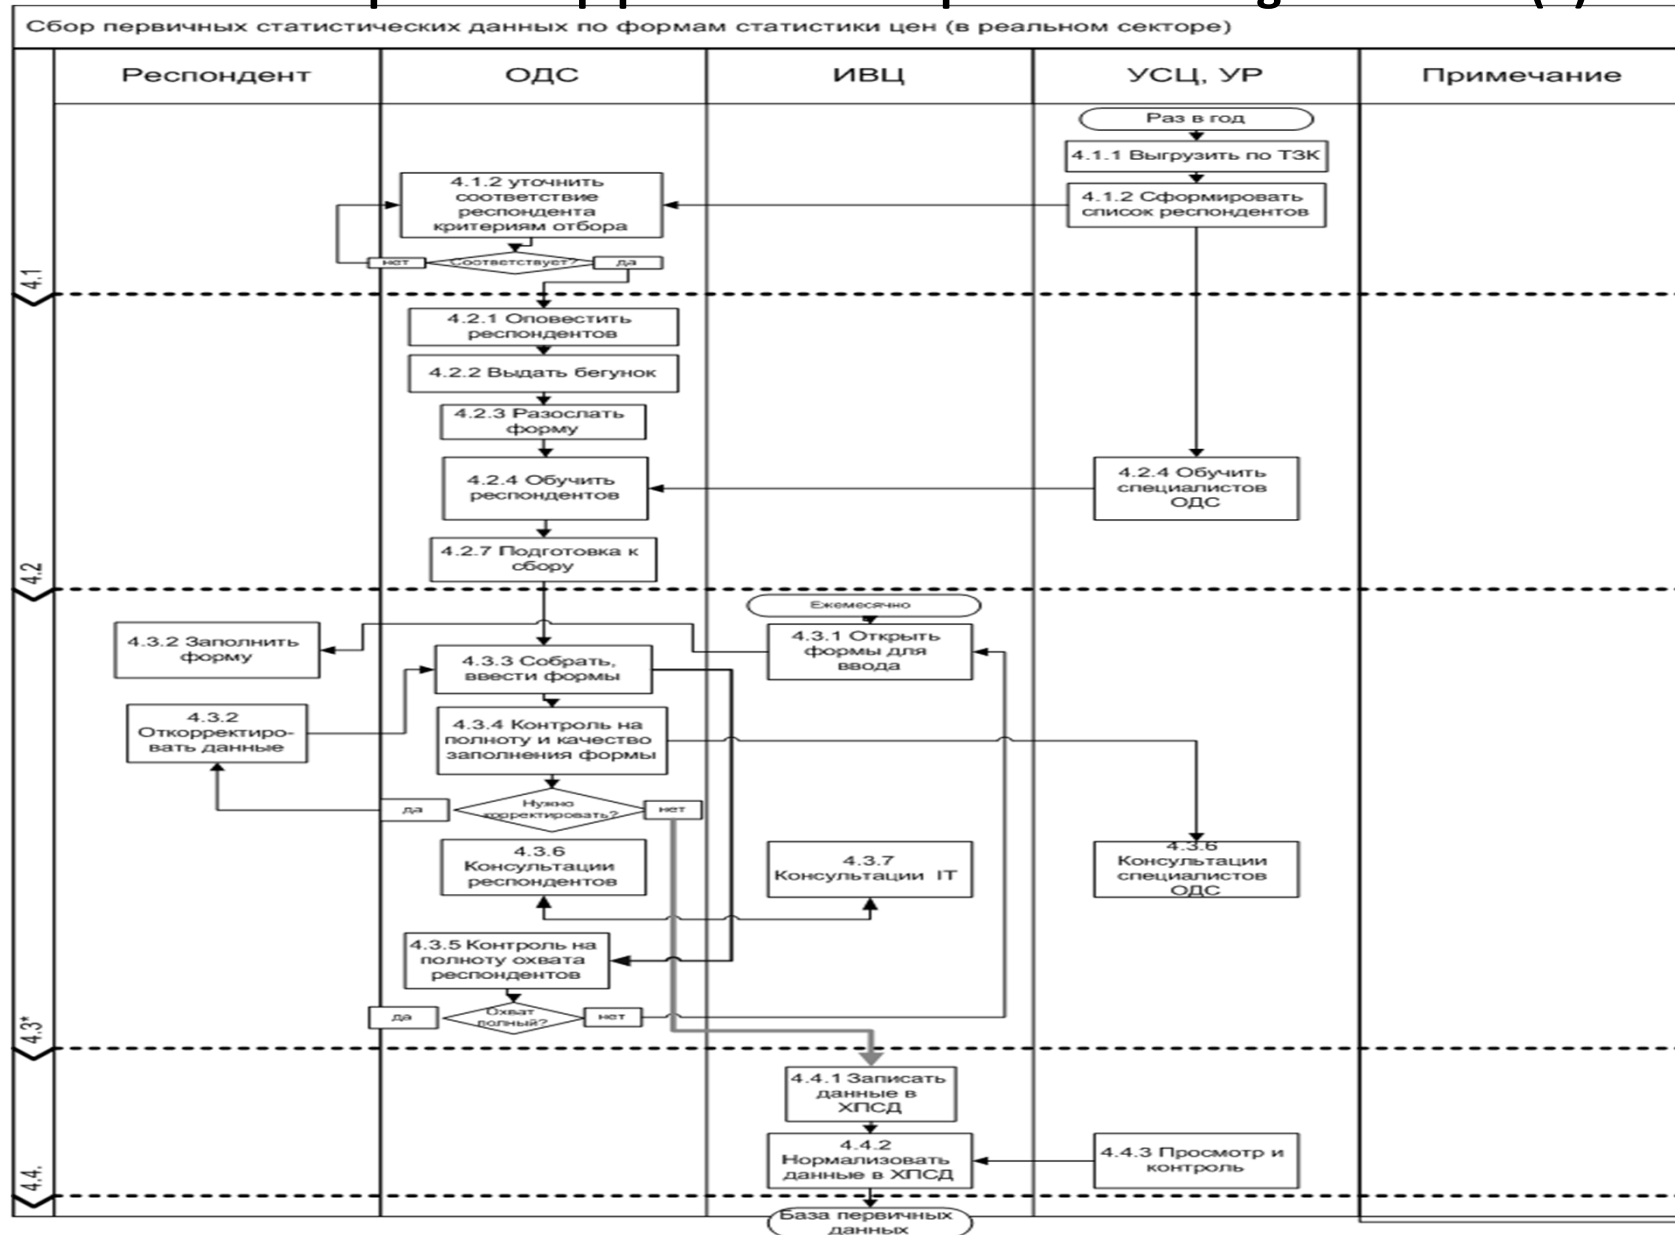 Сбор первичных статистических данных по формам статистики цен (в реальном секторе)
Респондент
ОДС
ИВЦ
УСЦ, УР
Примечание
Раз в год
4.1.1 Выгрузить по ТЗК
4.1.2 уточнить
соответствие
респондента
критериям отбора
4.1.2 Сформировать
список респондентов
нет
Соответствует?
да
4.1
4.2.1 Оповестить
респондентов
4.2.2 Выдать бегунок
4.2.3 Разослать
форму
4.2.4 Обучить
респондентов
4.2.4 Обучить
специалистов
ОДС
4.2.7 Подготовка к
сбору
4.2
Ежемесячно
4.3.2 Заполнить
форму
4.3.1 Открыть
формы для
ввода
4.3.3 Собрать,
ввести формы
4.3.2
Откорректиро-
вать данные
4.3.4 Контроль на
полноту и качество
заполнения формы
да
Нужно
корректировать?
нет
4.3.6
Консультации
респондентов
4.3.7
Консультации IT
4.3.6
Консультации
специалистов
ОДС
4.3.5 Контроль на
полноту охвата
респондентов
да
Охват
полный?
нет
4.3*
4.4.1 Записать
данные в
ХПСД
4.4.2
Нормализовать
данные в ХПСД
4.4.3 Просмотр и
контроль
4.4.
База первичных
данных